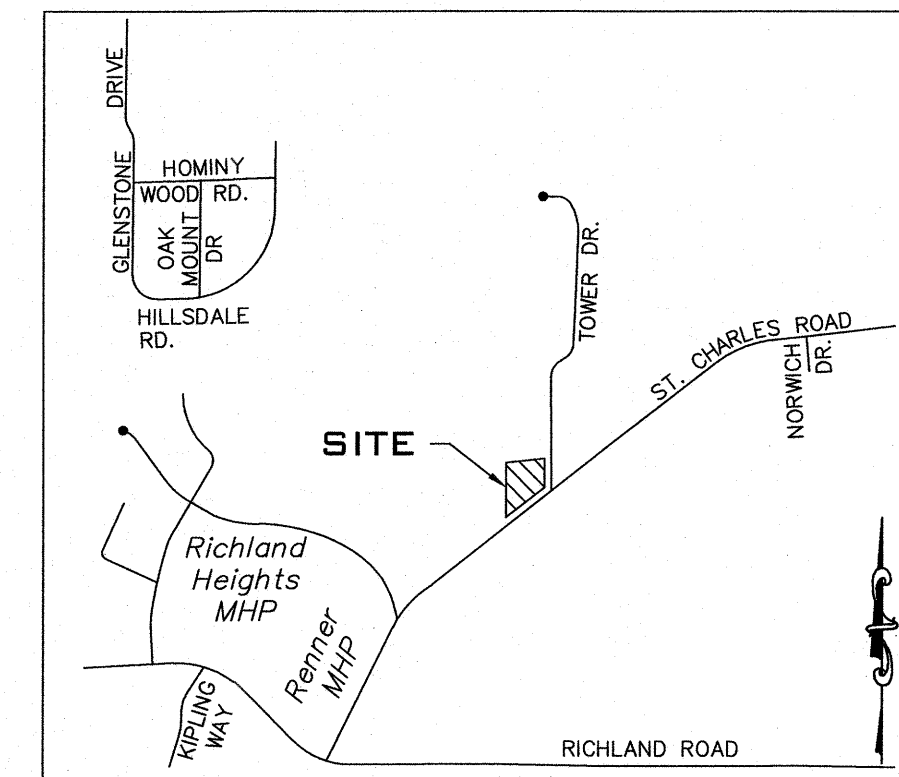 GLENSTONE DRIVE
HOMINY
WOOD RD.
OAK
MOUNT
DR
HILLSDALE
RD.
TOWER DR.
ST. CHARLES ROAD
NORWICH
DR.
SITE
Richland
Heights
MHP
Renner
MHP
KIPLING
WAY
RICHLAND ROAD